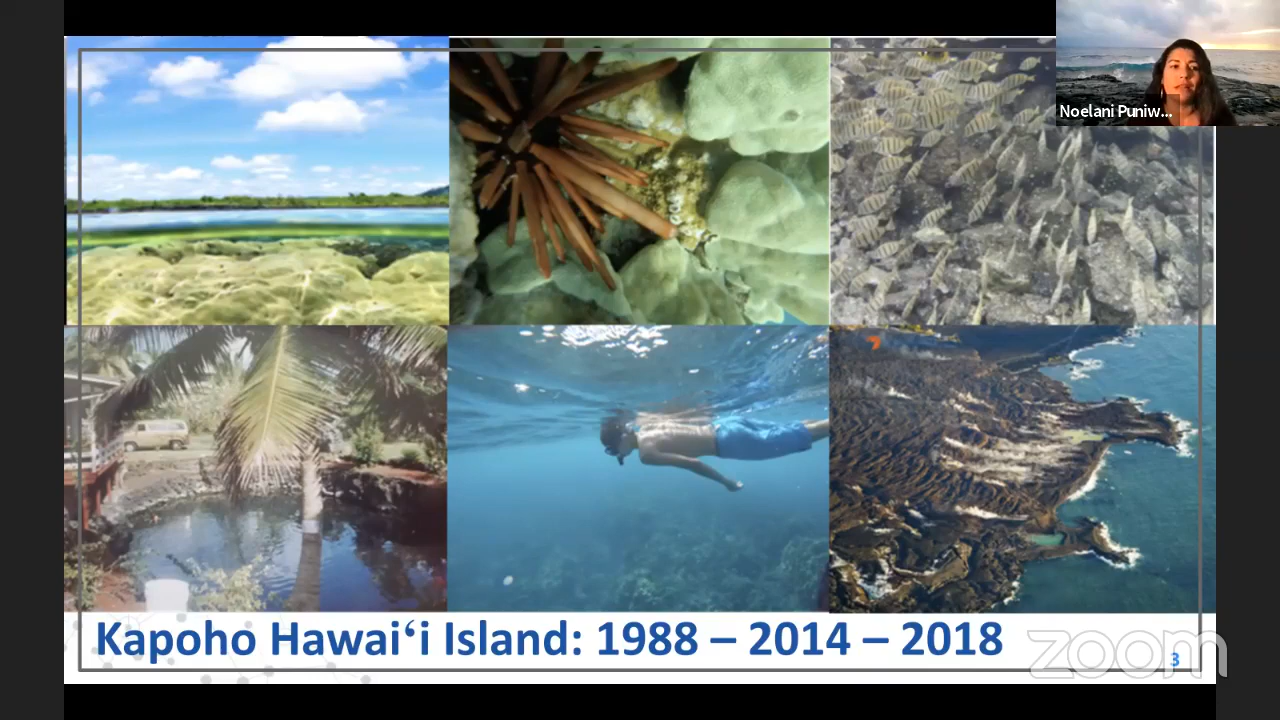 Noelani Puniw...
Kapoho Hawaiʻi Island: 1988 – 2014 – 2018
zoom
3